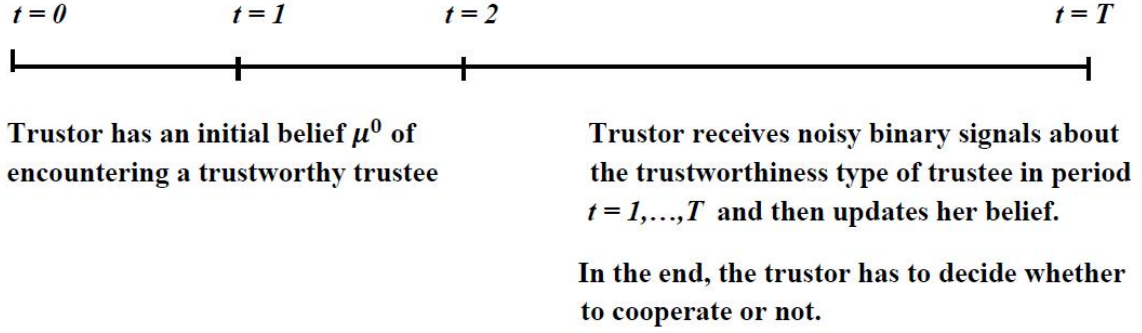 t = 0 t = 1 t = 2 t = T
Trustor has an initial belief μ⁰ of
encountering a trustworthy trustee
Trustor receives noisy binary signals about
the trustworthiness type of trustee in period
t = 1,…,T and then updates her belief.
In the end, the trustor has to decide whether
to cooperate or not.